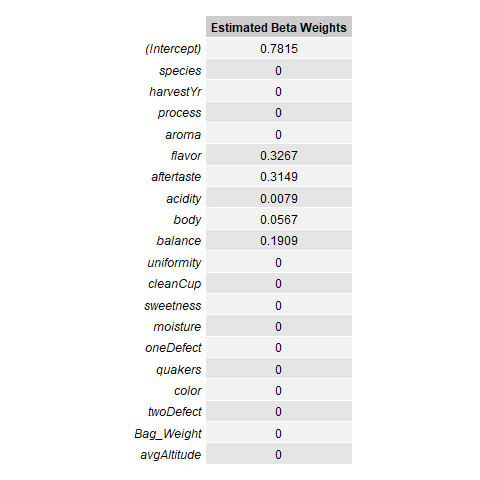 Estimated Beta Weights
(Intercept) 0.7815
species 0
harvestYr 0
process 0
aroma 0
flavor 0.3267
aftertaste 0.3149
acidity 0.0079
body 0.0567
balance 0.1909
uniformity 0
cleanCup 0
sweetness 0
moisture 0
oneDefect 0
quakers 0
color 0
twoDefect 0
Bag_Weight 0
avgAltitude 0